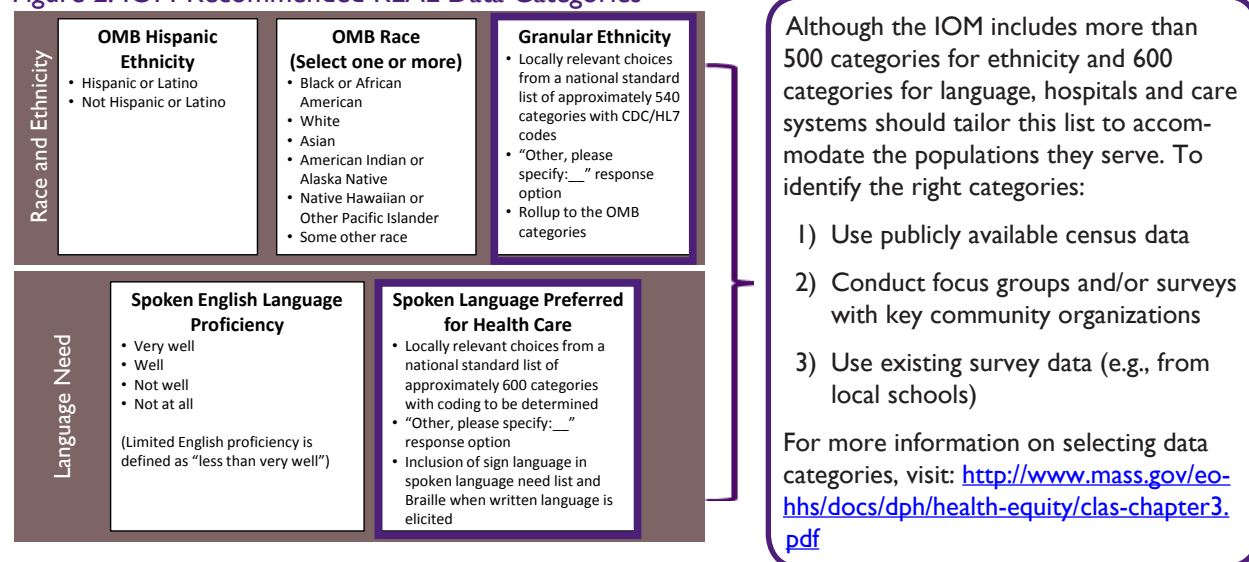 Figure 2: IOM-Recommended REAL Data Categories
Race and Ethnicity
OMB Hispanic
Ethnicity
• Hispanic or Latino
• Not Hispanic or Latino
OMB Race
(Select one or more)
• Black or African
American
• White
• Asian
• American Indian or
Alaska Native
• Native Hawaiian or
Other Pacific Islander
• Some other race
Granular Ethnicity
• Locally relevant choices
from a national standard
list of approximately 540
categories with CDC/HL7
codes
• “Other, please
specify:__” response
option
• Rollup to the OMB
categories
Language Need
Spoken English Language
Proficiency
• Very well
• Well
• Not well
• Not at all
(Limited English proficiency is
defined as “less than very well”)
Spoken Language Preferred
for Health Care
• Locally relevant choices from a
national standard list of
approximately 600 categories
with coding to be determined
• “Other, please specify:__”
response option
• Inclusion of sign language in
spoken language need list and
Braille when written language is
elicited
Although the IOM includes more than
500 categories for ethnicity and 600
categories for language, hospitals and care
systems should tailor this list to accom-
modate the populations they serve. To
identify the right categories:
1) Use publicly available census data
2) Conduct focus groups and/or surveys
with key community organizations
3) Use existing survey data (e.g., from
local schools)
For more information on selecting data
categories, visit: http://www.mass.gov/eo-
hhs/docs/dph/health-equity/clas-chapter3.
pdf